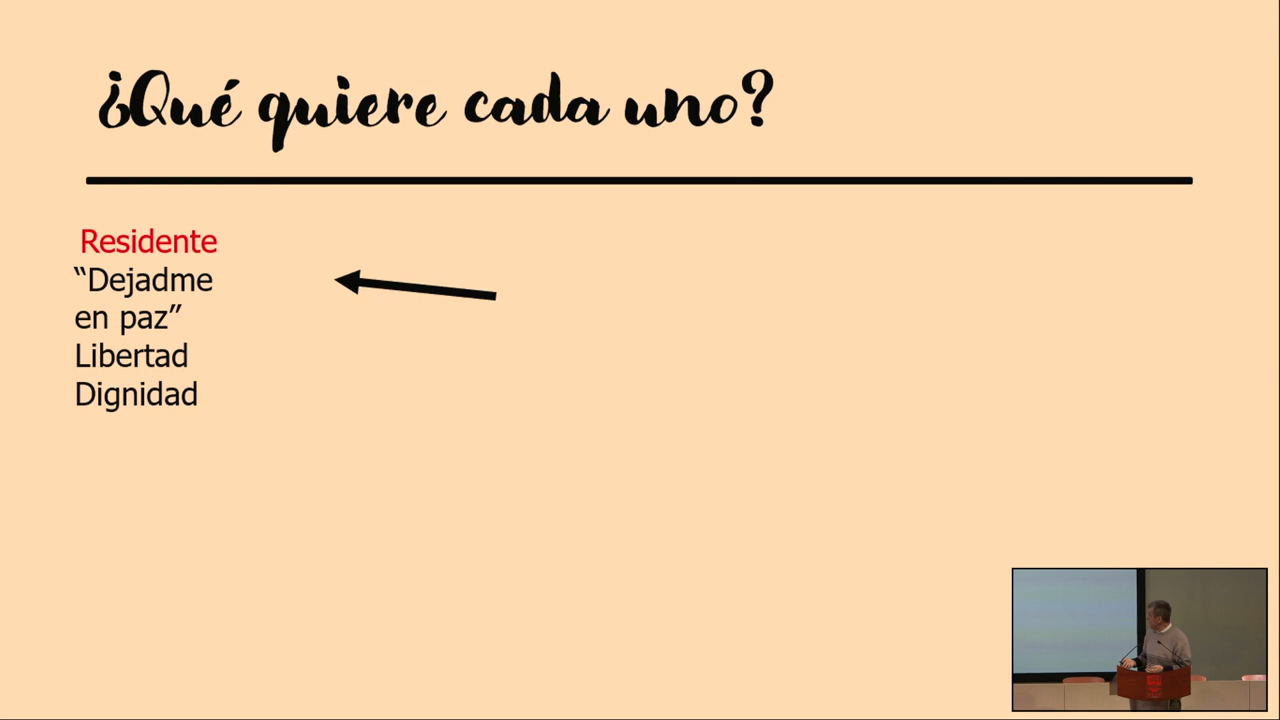 ¿Qué quiere cada uno?
Residente
“Dejadme
en paz”
Libertad
Dignidad